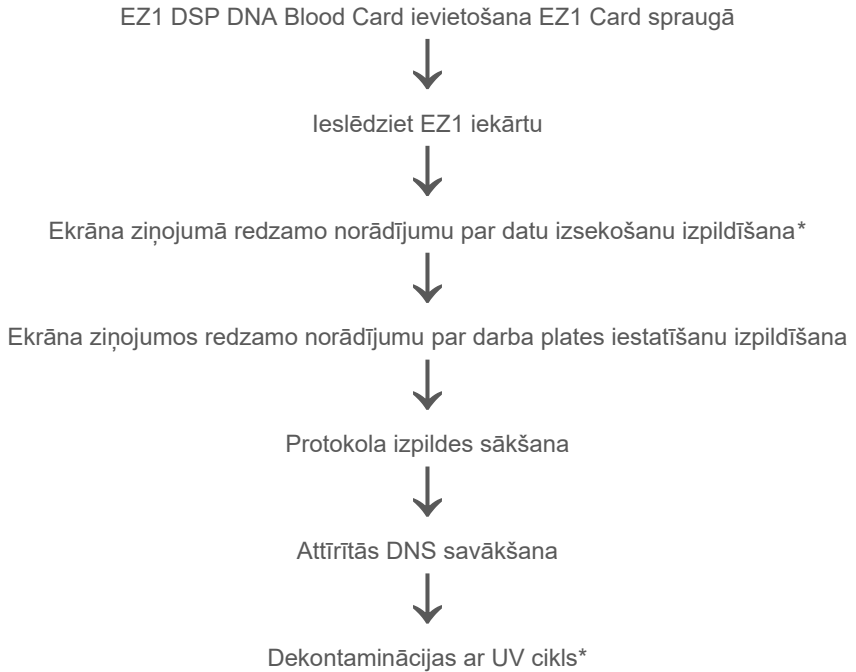 EZ1 DSP DNA Blood Card ievietošana EZ1 Card spraugā
Ieslēdziet EZ1 iekārtu
Ekrāna ziņojumā redzamo norādījumu par datu izsekošanu izpildīšana*
Ekrāna ziņojumos redzamo norādījumu par darba plates iestatīšanu izpildīšana
Protokola izpildes sākšana
Attīrītās DNS savākšana
Dekontaminācijas ar UV cikls*